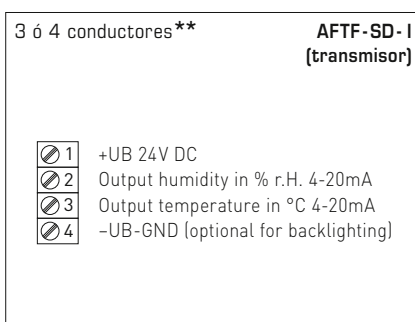 3 ó 4 conductores** AFTF-SD-I
(transmisor)
1 +UB 24V DC
2 Output humidity in % r.H. 4-20mA
3 Output temperature in °C 4-20mA
4 –UB-GND (optional for backlighting)